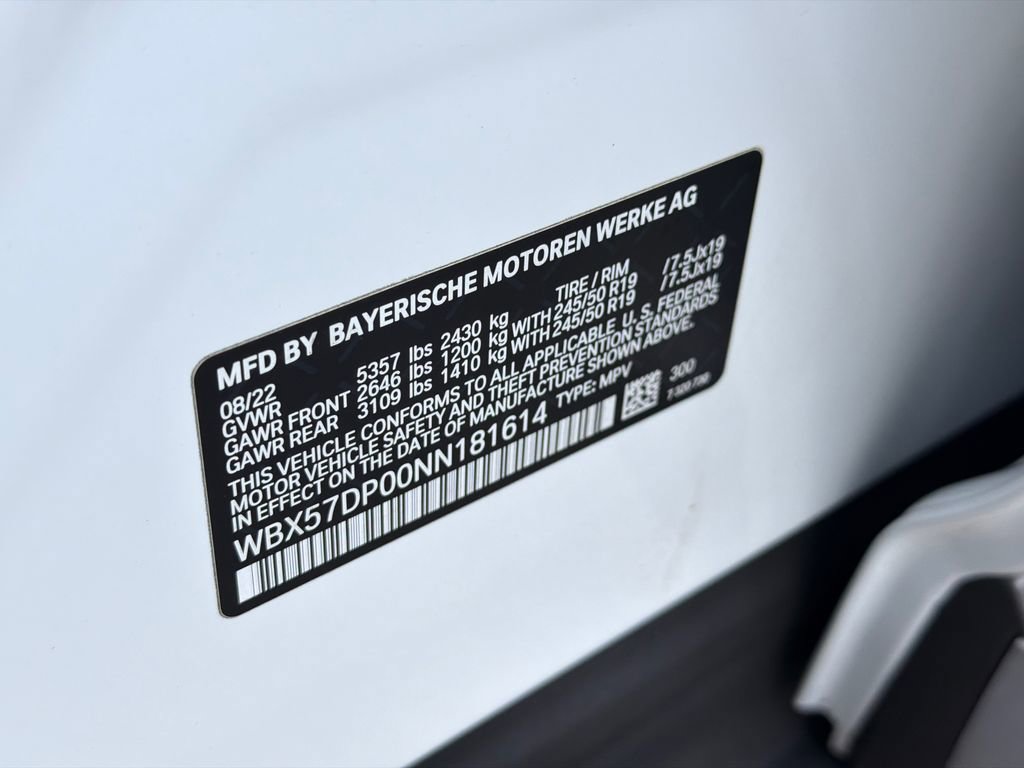 MFD BY BAYERISCHE MOTOREN WERKE AG
08/22 TIRE / RIM
GVWR 5357 lbs 2430 kg
GAWR FRONT 2646 lbs 1200 kg WITH 245/50 R19 /7.5Jx19
GAWR REAR 3109 lbs 1410 kg WITH 245/50 R19 /7.5Jx19
THIS VEHICLE CONFORMS TO ALL APPLICABLE U. S. FEDERAL
MOTOR VEHICLE SAFETY AND THEFT PREVENTION STANDARDS
IN EFFECT ON THE DATE OF MANUFACTURE SHOWN ABOVE.
WBX57DP00NN181614 TYPE: MPV 300